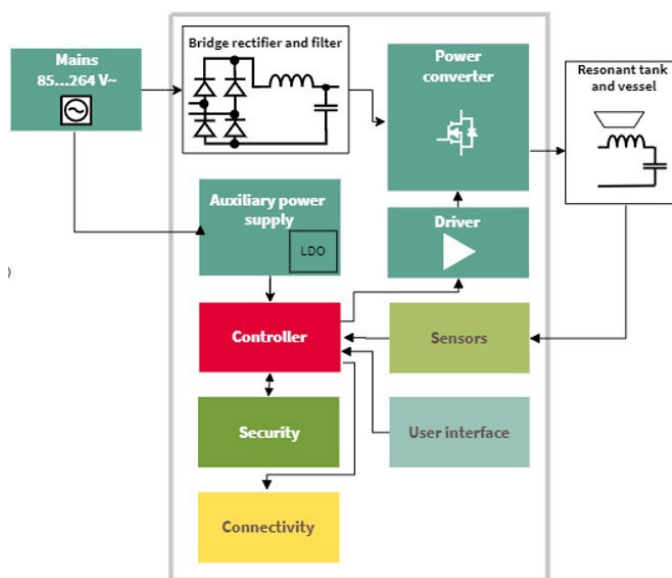 Mains
85...264 V~
Bridge rectifier and filter
Power
converter
Resonant tank
and vessel
Auxiliary power
supply
LDO
Driver
Controller
Sensors
Security
User interface
Connectivity